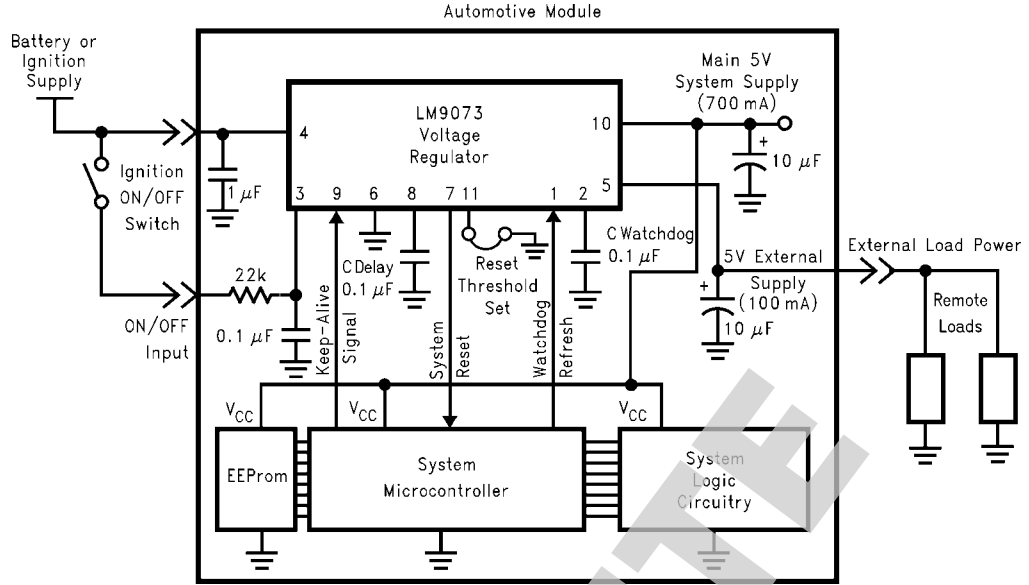 Automotive Module
Battery or
Ignition
Supply
Ignition
ON/OFF
Switch
ON/OFF
Input
22k
0.1 µF
1 µF
LM9073
Voltage
Regulator
4
10
5
3
9
6
8
7
11
1
2
Main 5V
System Supply
(700 mA)
+
10 µF
C Delay
0.1 µF
Reset
Threshold
Set
C Watchdog
0.1 µF
5V External
Supply
(100 mA)
+
10 µF
External Load Power
Remote
Loads
Keep-Alive
Signal
System
Reset
Watchdog
Refresh
VCC
VCC
VCC
EEProm
System
Microcontroller
System
Logic
Circuitry